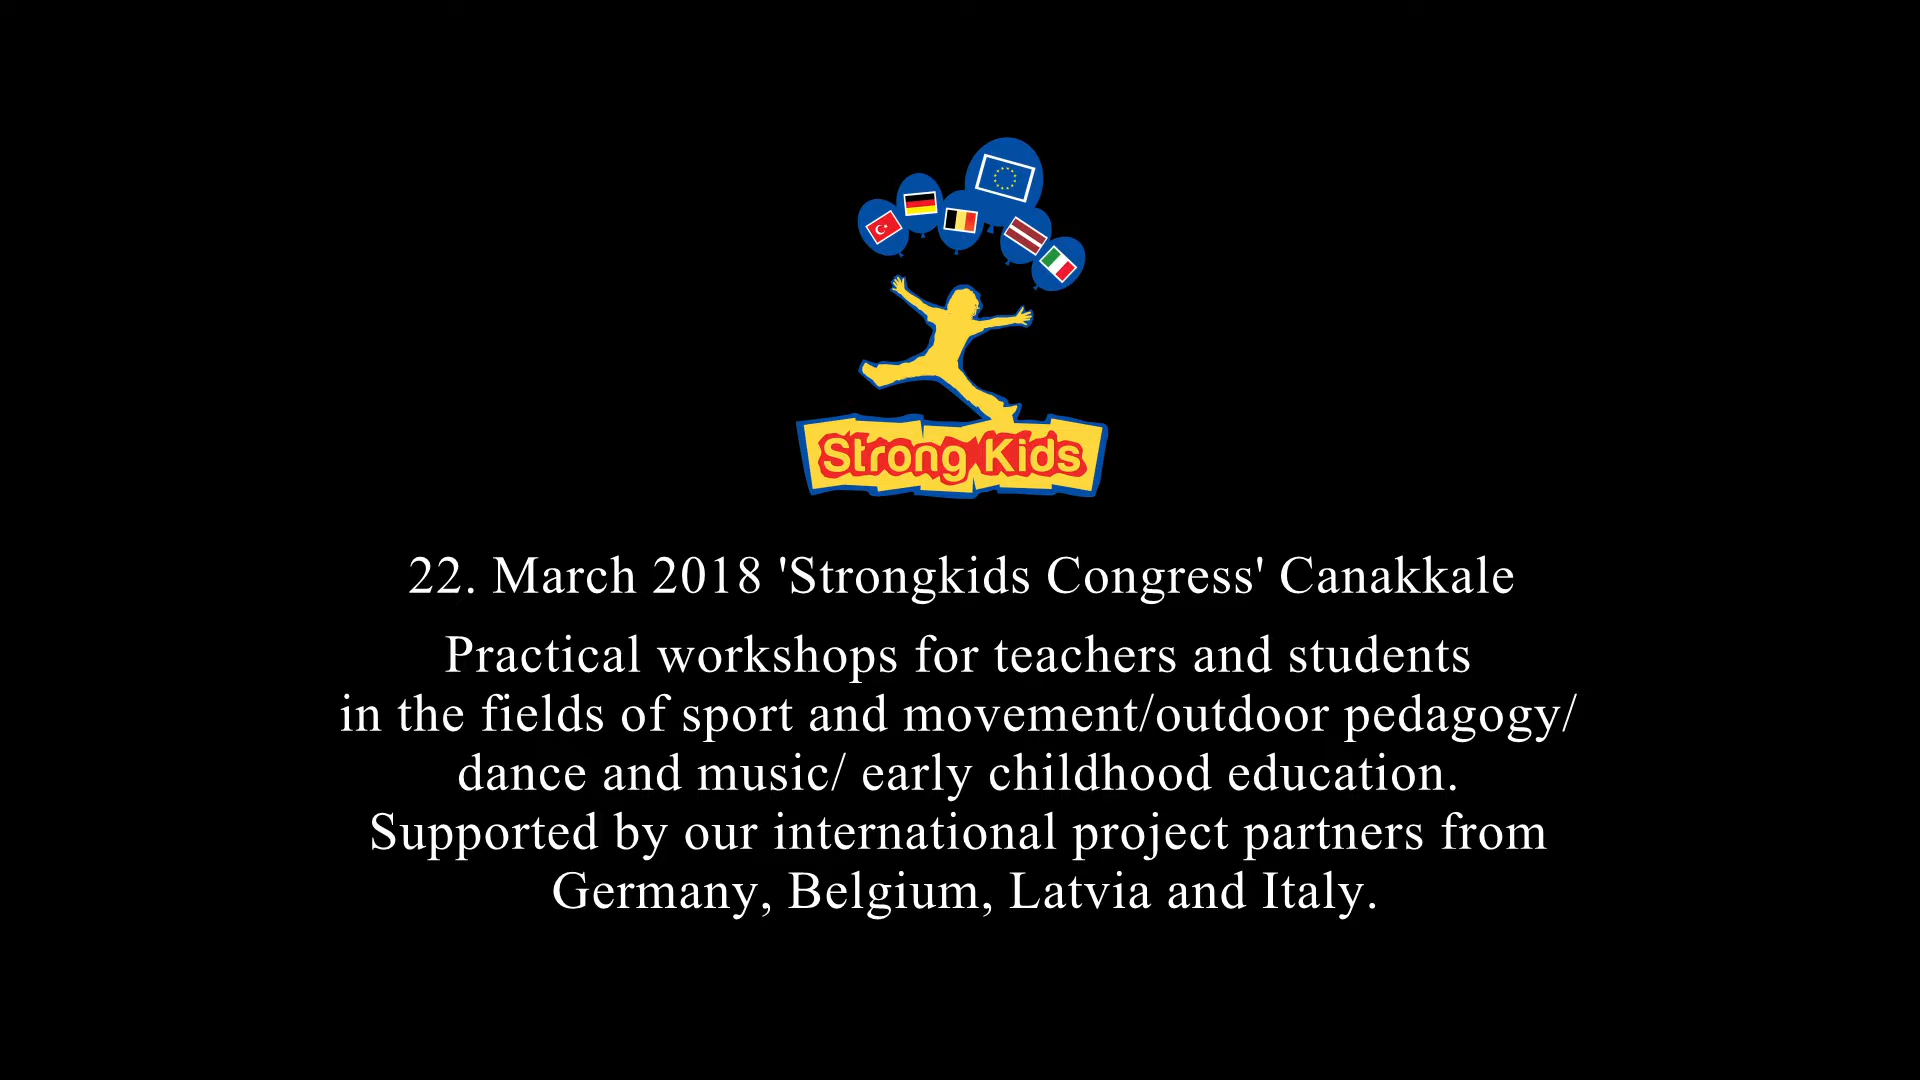 Strong Kids
22. March 2018 'Strongkids Congress' Canakkale
Practical workshops for teachers and students
in the fields of sport and movement/outdoor pedagogy/
dance and music/ early childhood education.
Supported by our international project partners from
Germany, Belgium, Latvia and Italy.